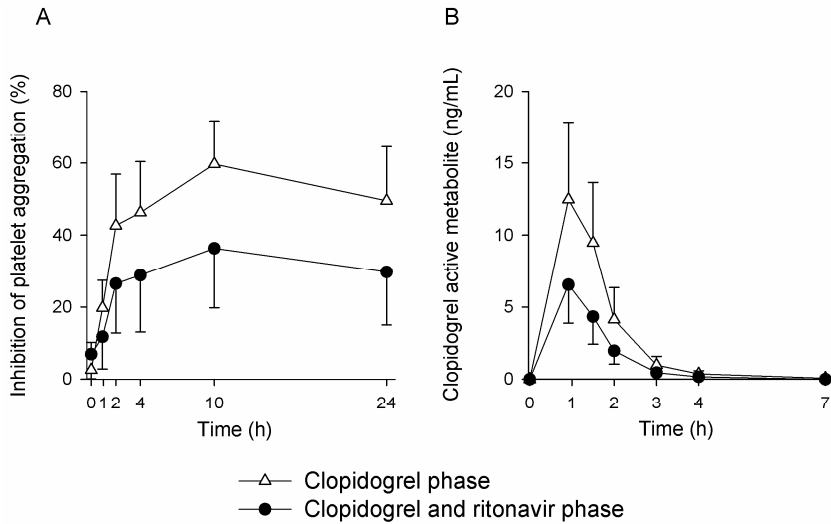 A
B
Inhibition of platelet aggregation (%)
80
60
40
20
0
0 1 2 4 10 24
Time (h)
Clopidogrel active metabolite (ng/mL)
20
15
10
5
0
0 1 2 3 4 7
Time (h)
Clopidogrel phase
Clopidogrel and ritonavir phase